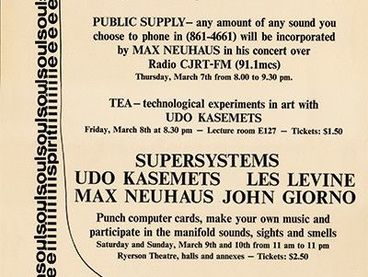 PUBLIC SUPPLY— any amount of any sound you
choose to phone in (861-4661) will be incorporated
by MAX NEUHAUS in his concert over
Radio CJRT-FM (91.1mcs)
Thursday, March 7th from 8.00 to 9.30 pm.
TEA — technological experiments in art with
UDO KASEMETS
Friday, March 8th at 8.30 pm — Lecture room E127 — Tickets: $1.50
SUPERSYSTEMS
UDO KASEMETS LES LEVINE
MAX NEUHAUS JOHN GIORNO
Punch computer cards, make your own music and
participate in the manifold sounds, sights and smells
Saturday and Sunday, March 9th and 10th from 11 am to 11 pm
Ryerson Theatre, halls and annexes — Tickets: $2.50
soulsoulsoulsoulsoulsoulsoulsoul